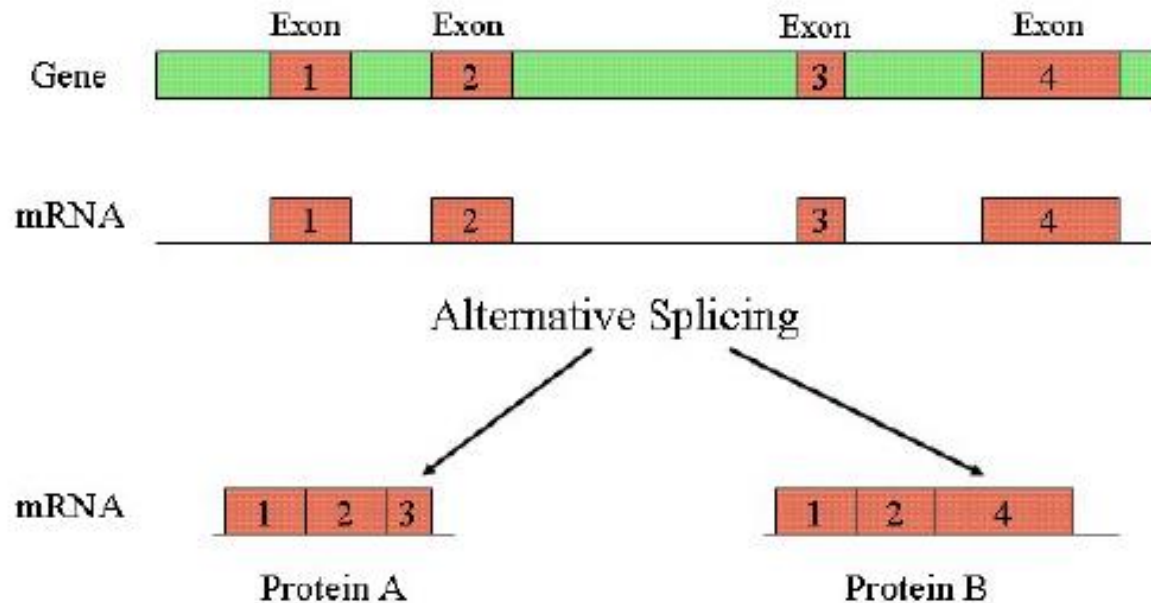 Exon Exon Exon Exon
Gene 1 2 3 4
mRNA 1 2 3 4
Alternative Splicing
mRNA 1 2 3 1 2 4
Protein A Protein B